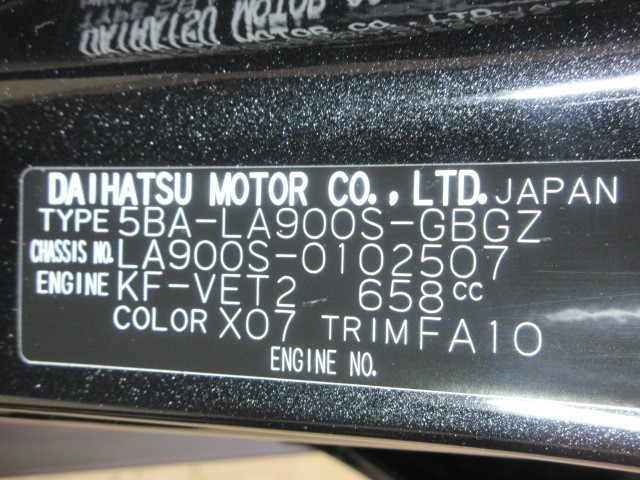 DAIHATSU MOTOR CO., LTD. JAPAN
TYPE 5BA-LA900S-GBGZ
CHASSIS NO. LA900S-0102507
ENGINE KF-VET2 658cc
COLOR X07 TRIM FA10
ENGINE NO.